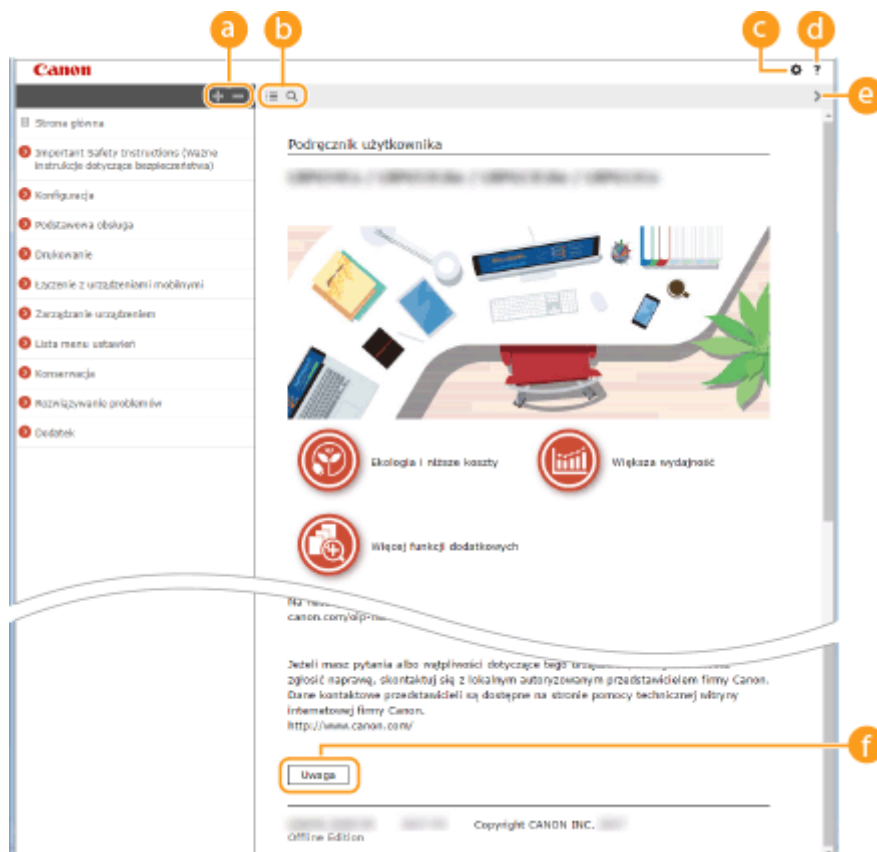 a b c d
Canon
?
e
Strona główna
Podręcznik użytkownika
Important Safety Instructions (Ważne
instrukcje dotyczące bezpieczeństwa)
Konfiguracja
Podstawowa obsługa
Drukowanie
Łączenie z urządzeniami mobilnymi
Zarządzanie urządzeniem
Lista menu ustawień
Konserwacja
Rozwiązywanie problemów
Dodatek
Ekologia i niższe koszty
Większa wydajność
Więcej funkcji dodatkowych
canon.com/oip-
Jeżeli masz pytania albo wątpliwości dotyczące tego
zgłosić naprawę, skontaktuj się z lokalnym autoryzowanym przedstawicielem firmy Canon.
Dane kontaktowe przedstawicieli są dostępne na stronie pomocy technicznej witryny
internetowej firmy Canon.
http://www.canon.com/
f
Uwaga
Copyright CANON INC.
Offline Edition